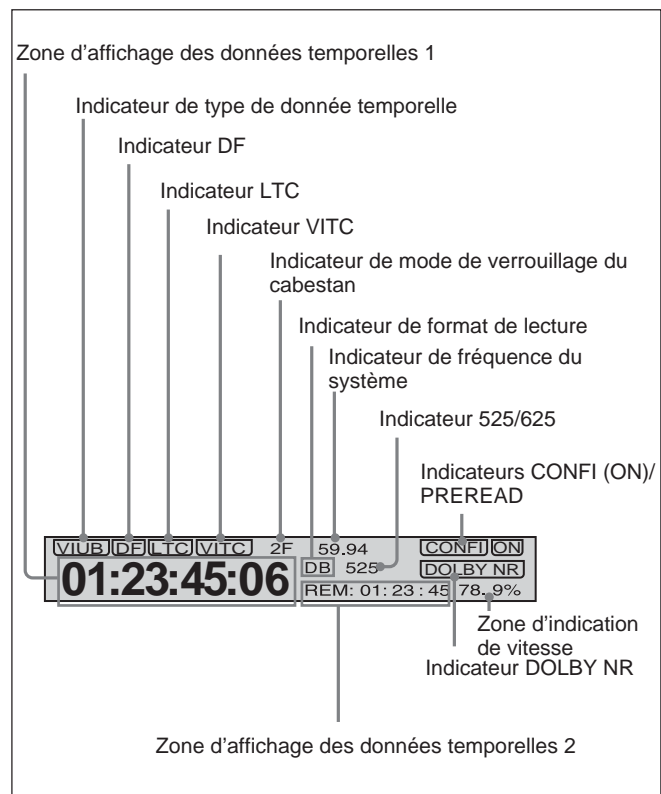 Zone d'affichage des données temporelles 1
Indicateur de type de donnée temporelle
Indicateur DF
Indicateur LTC
Indicateur VITC
Indicateur de mode de verrouillage du
cabestan
Indicateur de format de lecture
Indicateur de fréquence du
système
Indicateur 525/625
Indicateurs CONFI (ON)/
PREREAD
VIUB DF LTC VITC 2F 59.94 CONFI ON
01:23:45:06 DB 525 DOLBY NR
REM: 01: 23 : 45 78. 9%
Zone d'indication
de vitesse
Indicateur DOLBY NR
Zone d'affichage des données temporelles 2